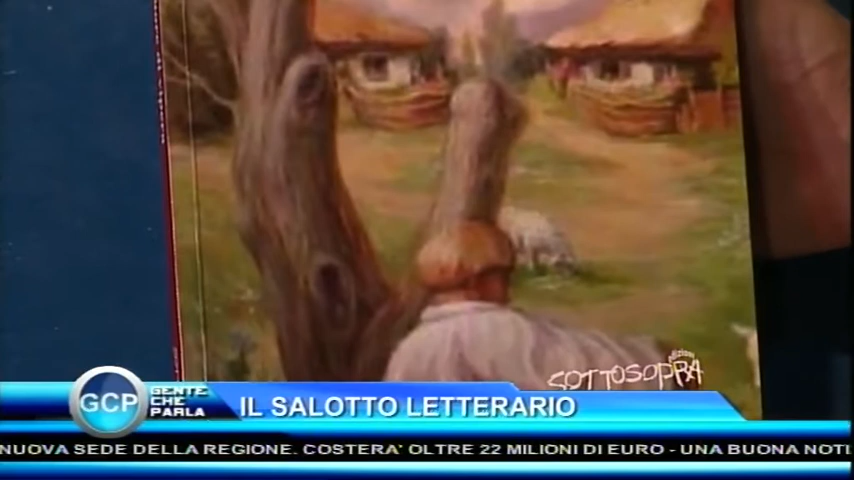 edizioni
SOTTOSOPRA
GCP
GENTE
CHE
PARLA
IL SALOTTO LETTERARIO
NUOVA SEDE DELLA REGIONE. COSTERA' OLTRE 22 MILIONI DI EURO - UNA BUONA NOTI